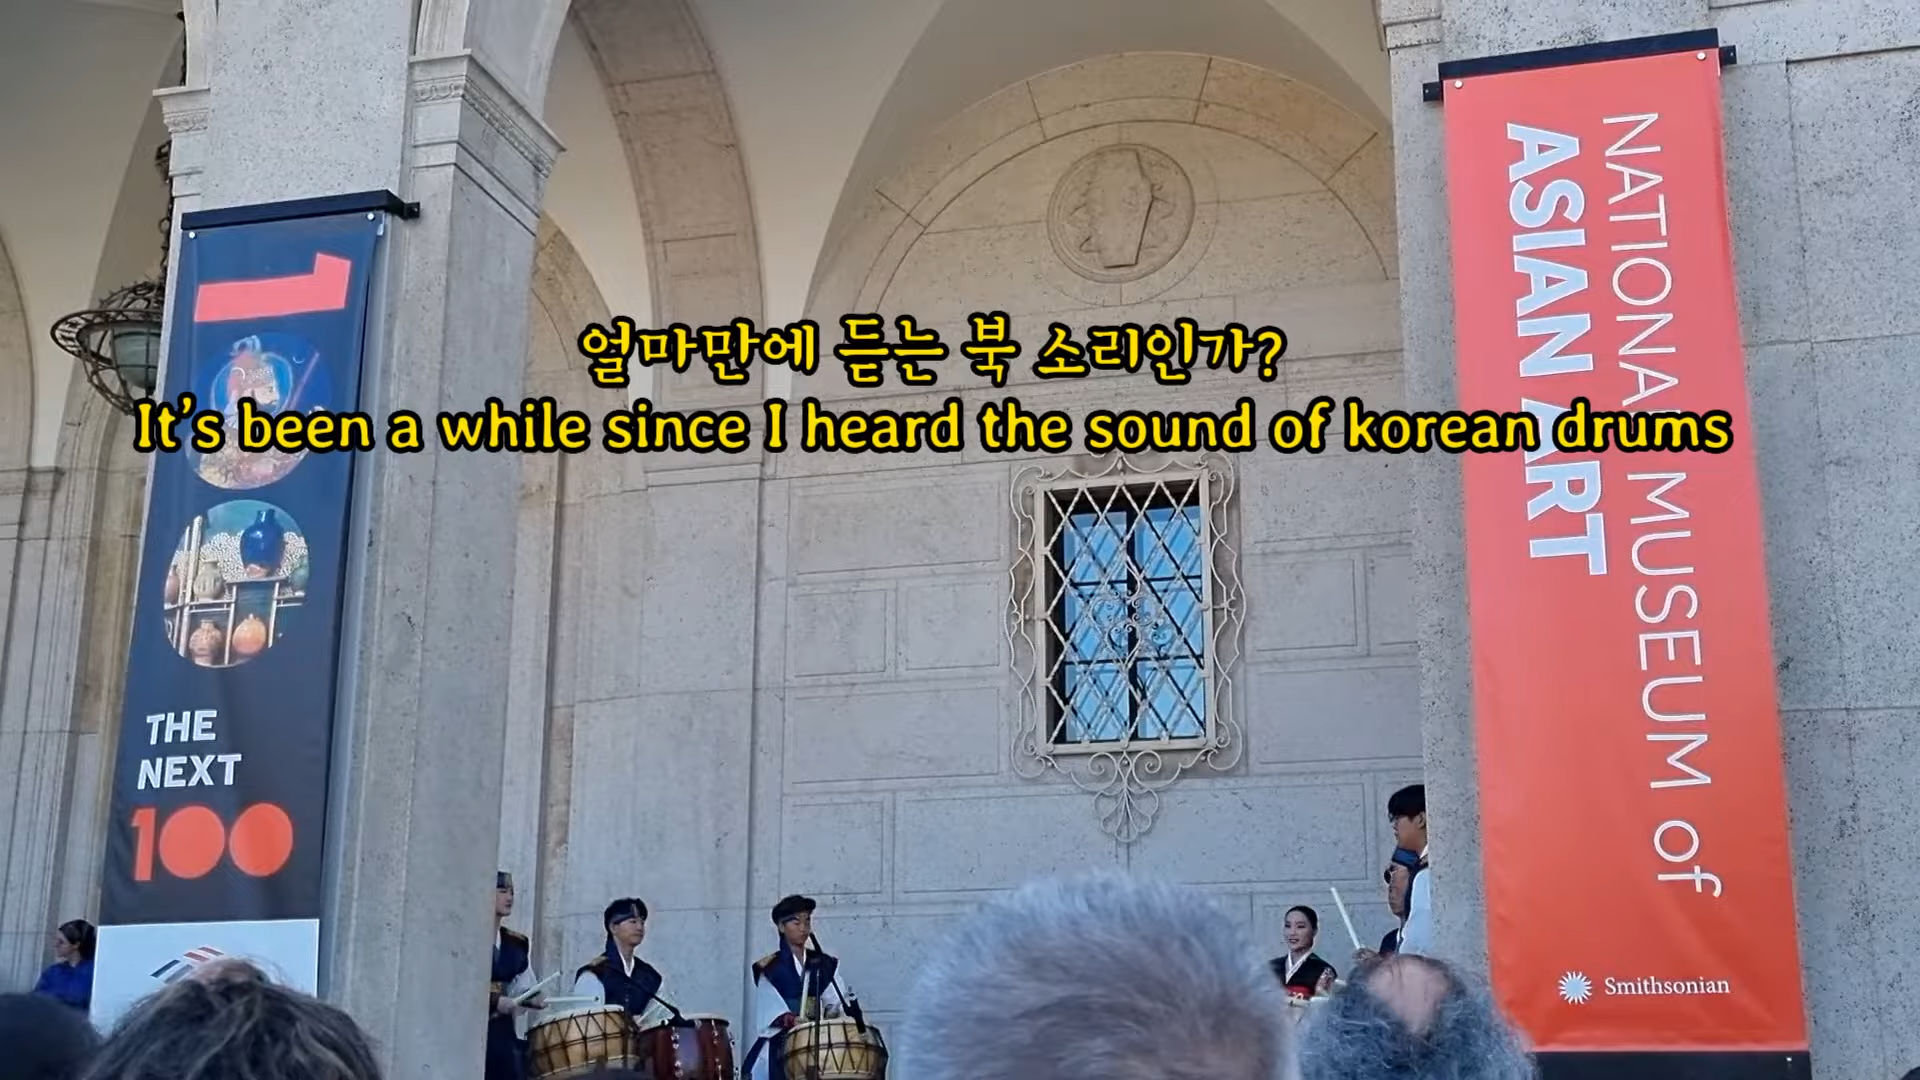 얼마만에 듣는 북 소리인가?
It's been a while since I heard the sound of korean drums
1
THE
NEXT
100
NATIONAL MUSEUM of
ASIAN ART
Smithsonian